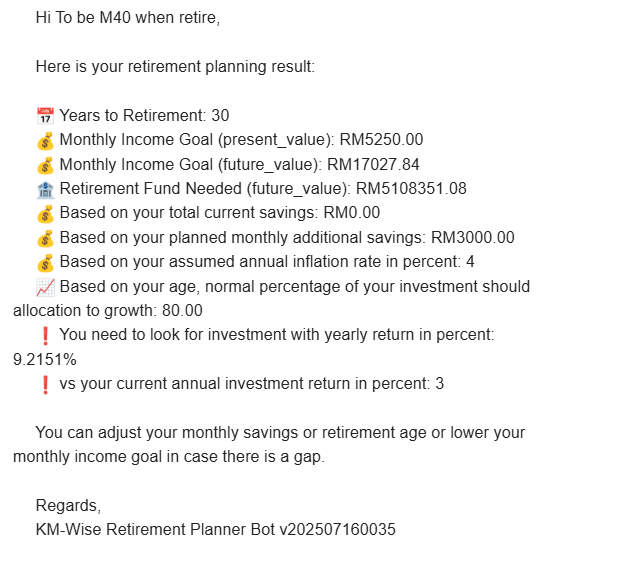 Hi To be M40 when retire,
Here is your retirement planning result:
📅 Years to Retirement: 30
💰 Monthly Income Goal (present_value): RM5250.00
💰 Monthly Income Goal (future_value): RM17027.84
🏦 Retirement Fund Needed (future_value): RM5108351.08
💰 Based on your total current savings: RM0.00
💰 Based on your planned monthly additional savings: RM3000.00
💰 Based on your assumed annual inflation rate in percent: 4
📈 Based on your age, normal percentage of your investment should
allocation to growth: 80.00
❗ You need to look for investment with yearly return in percent:
9.2151%
❗ vs your current annual investment return in percent: 3
You can adjust your monthly savings or retirement age or lower your
monthly income goal in case there is a gap.
Regards,
KM-Wise Retirement Planner Bot v202507160035